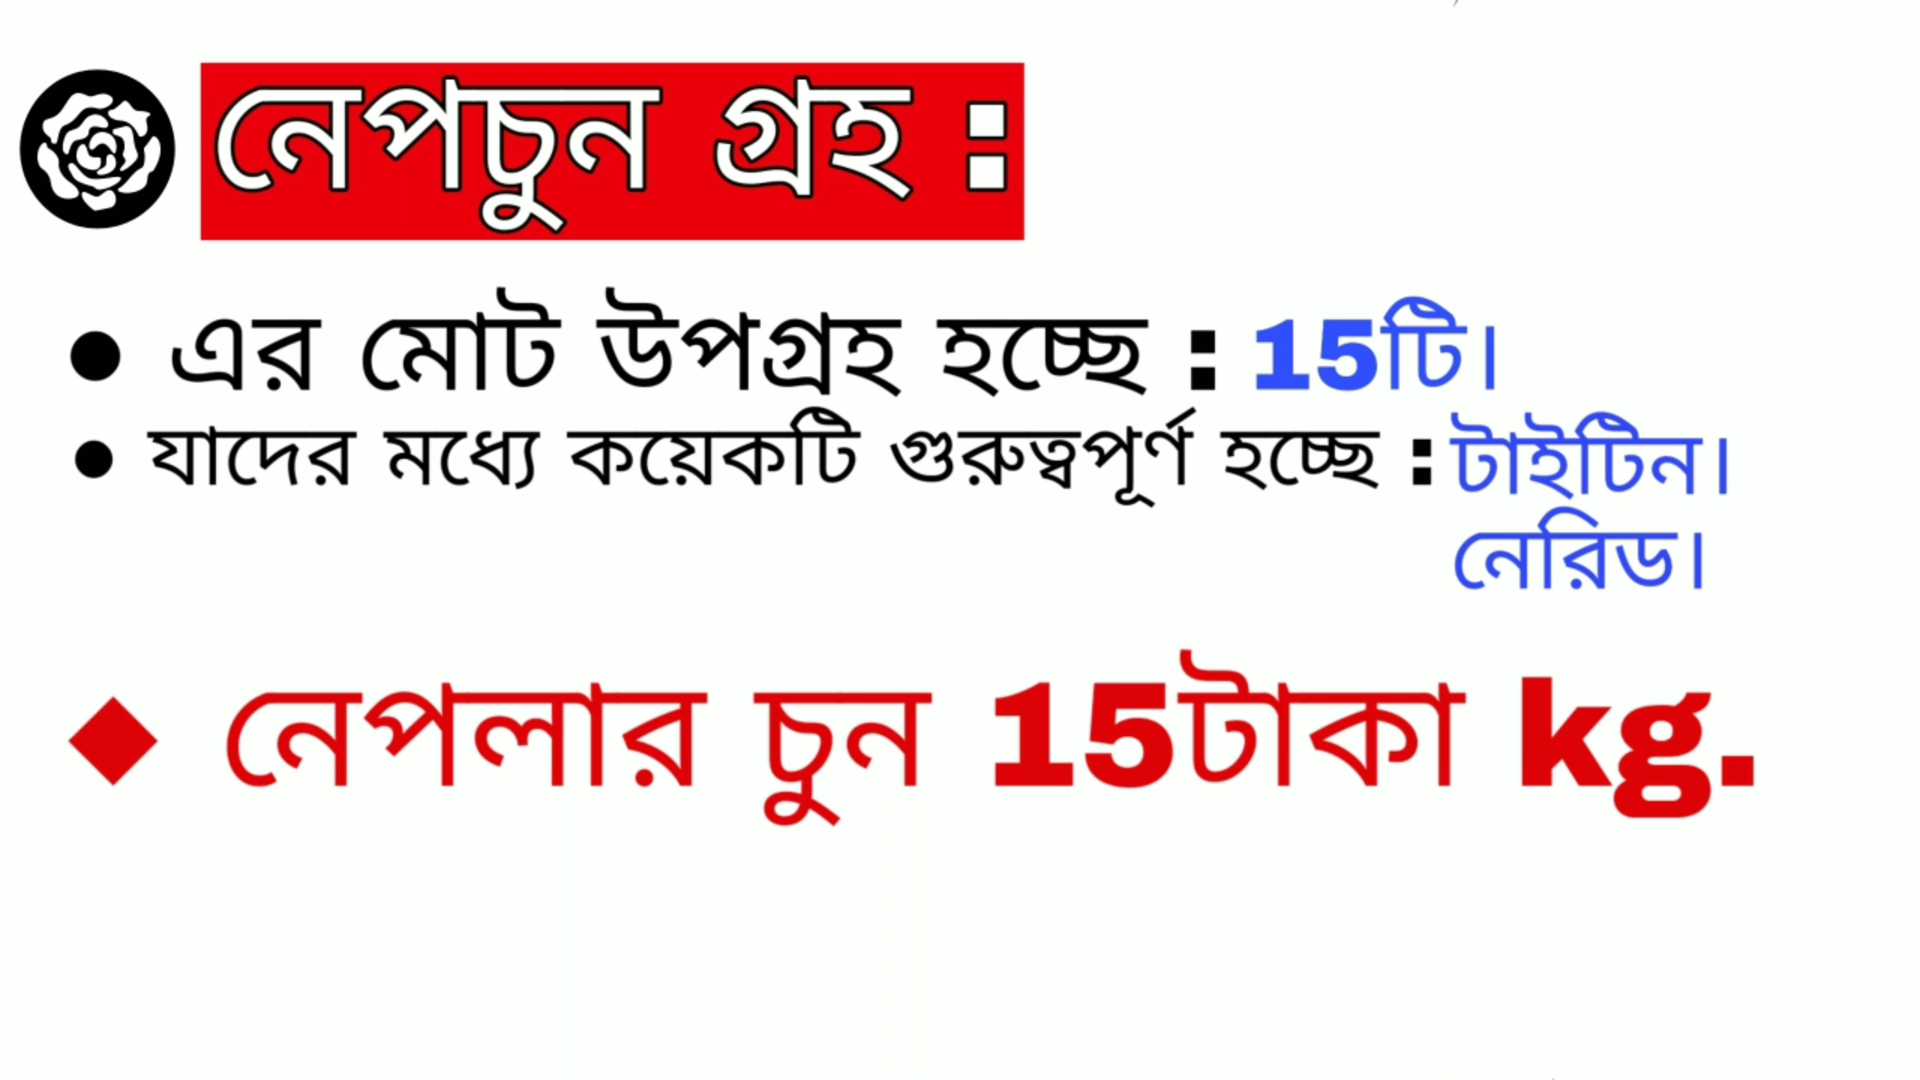 নেপচুন গ্রহ :
● এর মোট উপগ্রহ হচ্ছে : 15টি।
● যাদের মধ্যে কয়েকটি গুরুত্বপূর্ণ হচ্ছে : টাইটিন।
নেরিড।
◆ নেপলার চুন 15টাকা kg.